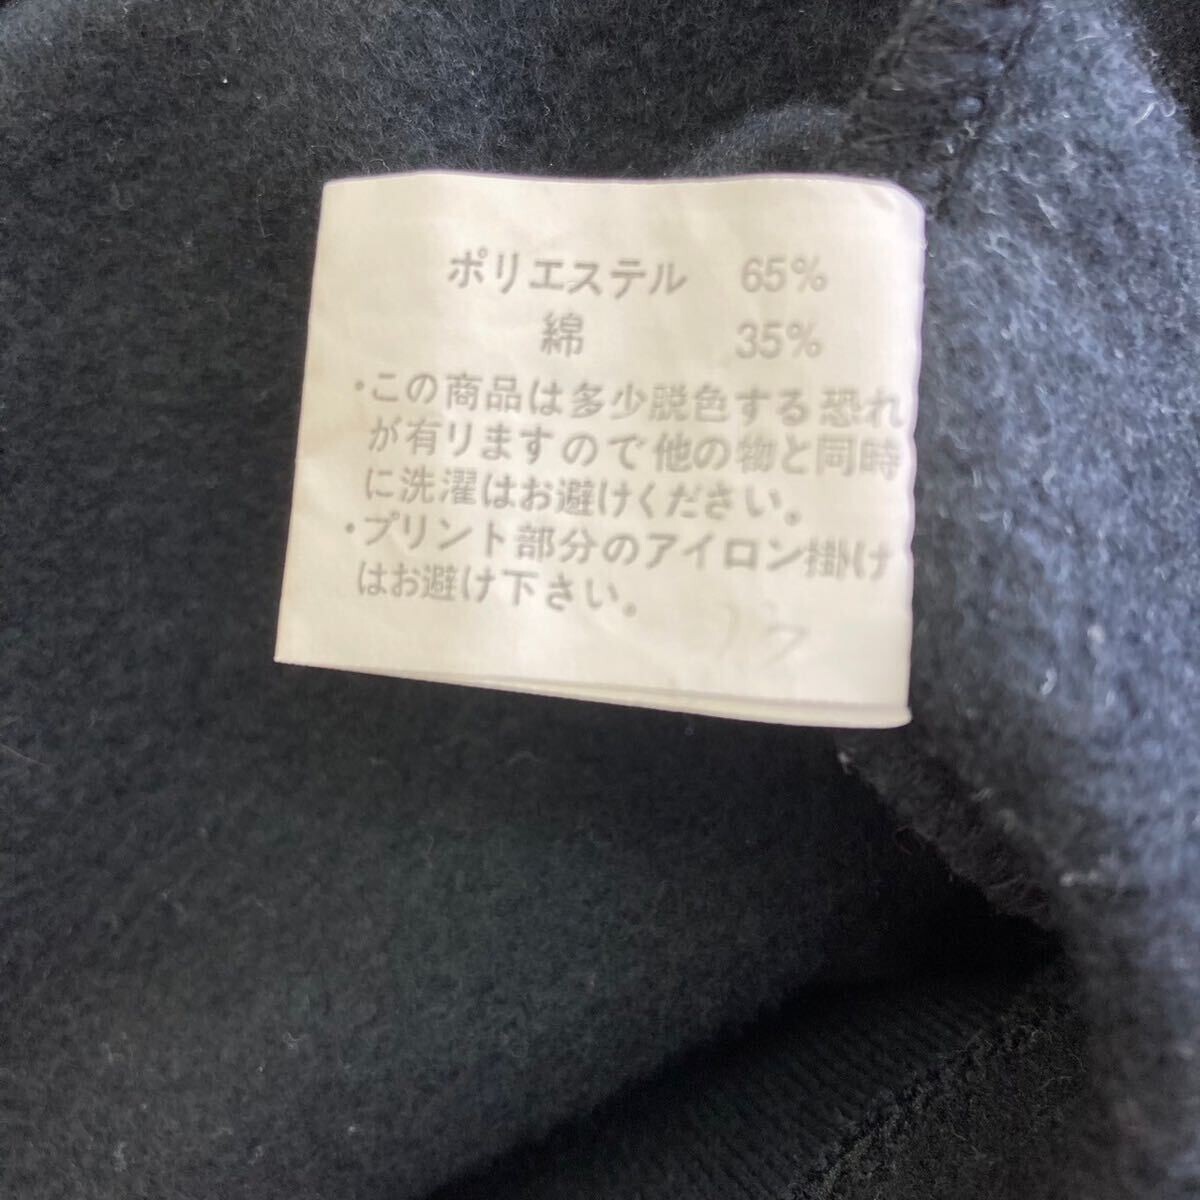 ポリエステル 65%
綿 35%
・この商品は多少脱色する恐れ
が有りますので他の物と同時
に洗濯はお避けください。
・プリント部分のアイロン掛け
はお避け下さい。